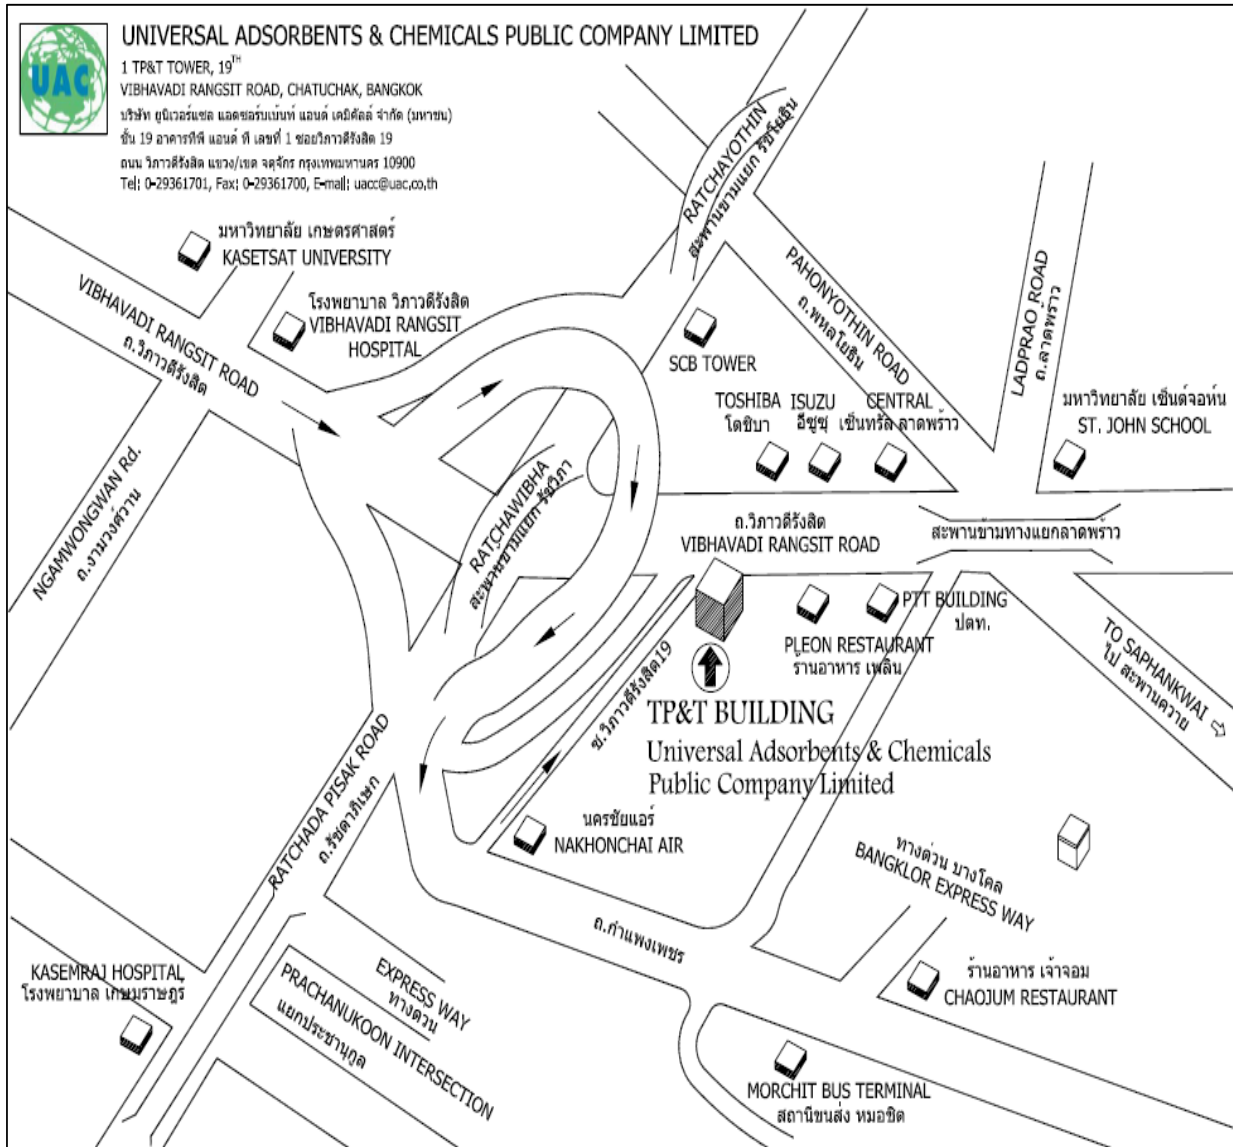 UAC
UNIVERSAL ADSORBENTS & CHEMICALS PUBLIC COMPANY LIMITED
1 TP&T TOWER, 19TH
VIBHAVADI RANGSIT ROAD, CHATUCHAK, BANGKOK
บริษัท ยูนิเวอร์แซล แอดซอร์บเบ้นท์ แอนด์ เคมิคัลส์ จำกัด (มหาชน)
ชั้น 19 อาคารทีพี แอนด์ ที เลขที่ 1 ซอยวิภาวดีรังสิต 19
ถนน วิภาวดีรังสิต แขวง/เขต จตุจักร กรุงเทพมหานคร 10900
Tel: 0-29361701, Fax: 0-29361700, E-mail: uacc@uac.co.th
RATCHAYOTHIN
สะพานข้ามแยก รัชโยธิน
มหาวิทยาลัย เกษตรศาสตร์
KASETSAT UNIVERSITY
VIBHAVADI RANGSIT ROAD
ถ.วิภาวดีรังสิต
โรงพยาบาล วิภาวดีรังสิต
VIBHAVADI RANGSIT
HOSPITAL
PAHONYOTHIN ROAD
ถ.พหลโยธิน
LADPRAO ROAD
ถ.ลาดพร้าว
SCB TOWER
TOSHIBA
โตชิบา
ISUZU
อีซูซุ
CENTRAL
เซ็นทรัล ลาดพร้าว
มหาวิทยาลัย เซ็นต์จอห์น
ST. JOHN SCHOOL
NGAMWONGWAN Rd.
ถ.งามวงศ์วาน
RATCHAWIBHA
สะพานข้ามแยก รัชวิภา
ถ.วิภาวดีรังสิต
VIBHAVADI RANGSIT ROAD
สะพานข้ามทางแยกลาดพร้าว
PTT BUILDING
ปตท.
PLEON RESTAURANT
ร้านอาหาร เพลิน
TO SAPHANKWAI
ไป สะพานควาย
ซ.วิภาวดีรังสิต19
TP&T BUILDING
Universal Adsorbents & Chemicals
Public Company Limited
RATCHADA PISAK ROAD
ถ.รัชดาภิเษก
นครชัยแอร์
NAKHONCHAI AIR
ทางด่วน บางโคล
BANGKLOR EXPRESS WAY
ถ.กำแพงเพชร
KASEMRAJ HOSPITAL
โรงพยาบาล เกษมราษฎร์
EXPRESS WAY
ทางด่วน
PRACHANUKOON INTERSECTION
แยกประชานุกูล
ร้านอาหาร เจ้าจอม
CHAOJUM RESTAURANT
MORCHIT BUS TERMINAL
สถานีขนส่ง หมอชิต